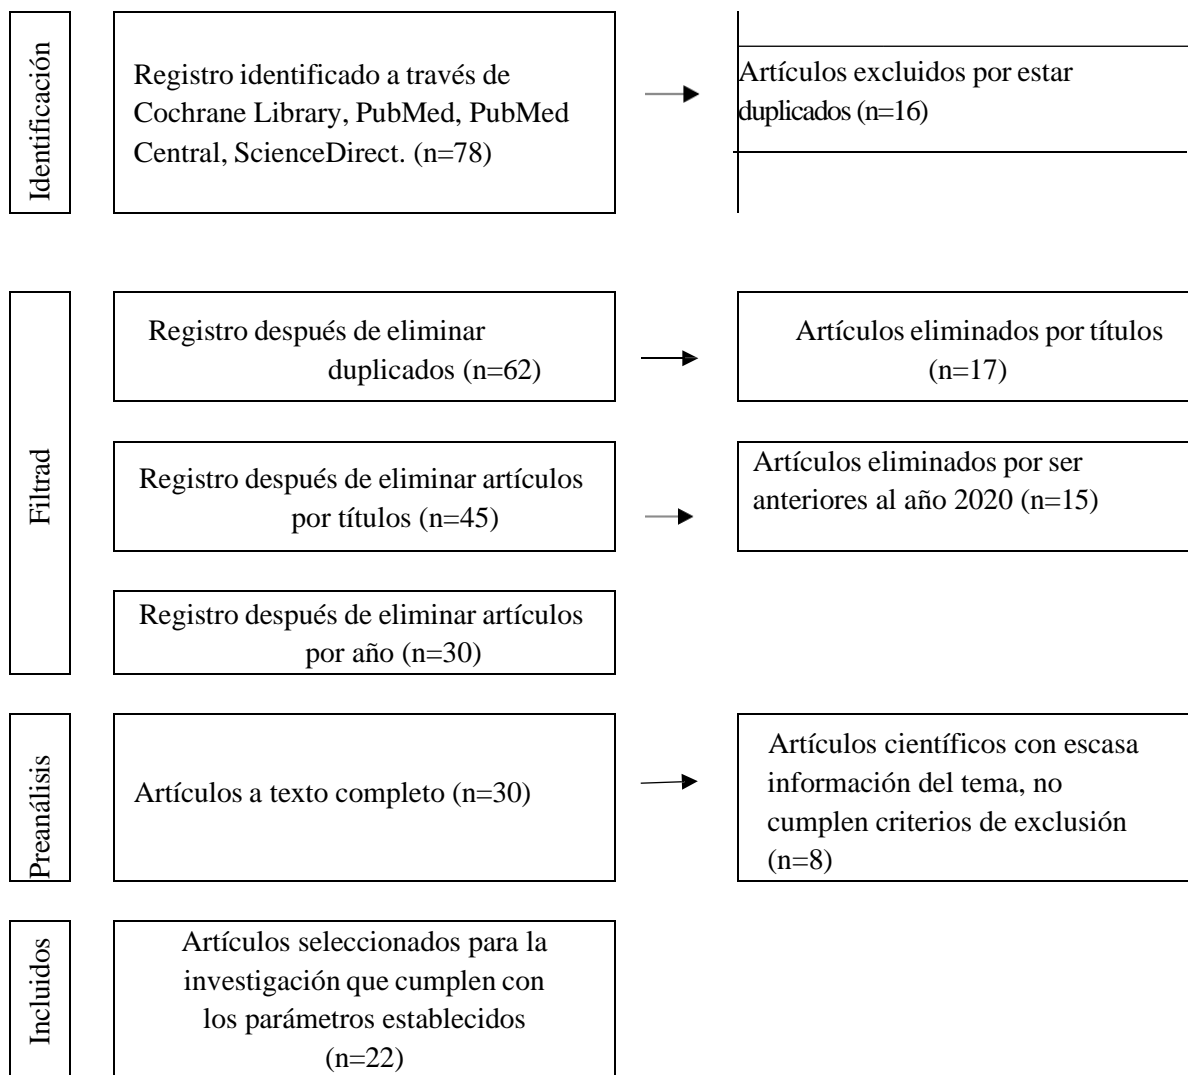 Identificación
Registro identificado a través de
Cochrane Library, PubMed, PubMed
Central, ScienceDirect. (n=78)
Artículos excluidos por estar
duplicados (n=16)
Filtrad
Registro después de eliminar
duplicados (n=62)
Artículos eliminados por títulos
(n=17)
Registro después de eliminar artículos
por títulos (n=45)
Artículos eliminados por ser
anteriores al año 2020 (n=15)
Registro después de eliminar artículos
por año (n=30)
Preanálisis
Artículos a texto completo (n=30)
Artículos científicos con escasa
información del tema, no
cumplen criterios de exclusión
(n=8)
Incluidos
Artículos seleccionados para la
investigación que cumplen con
los parámetros establecidos
(n=22)